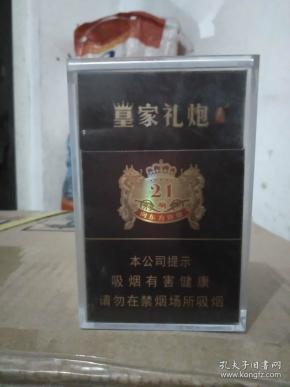 皇家礼炮
21
响
本公司提示
吸烟有害健康
请勿在禁烟场所吸烟
孔夫子旧书网
www.kongfz.com